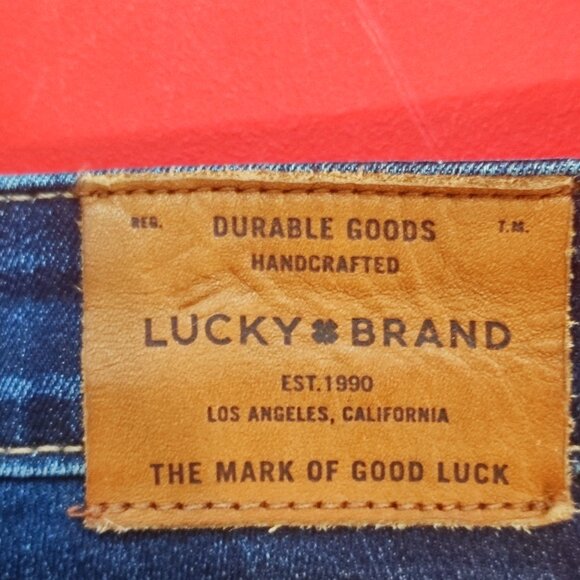 REG. DURABLE GOODS T.M.
HANDCRAFTED
LUCKY BRAND
EST.1990
LOS ANGELES, CALIFORNIA
THE MARK OF GOOD LUCK